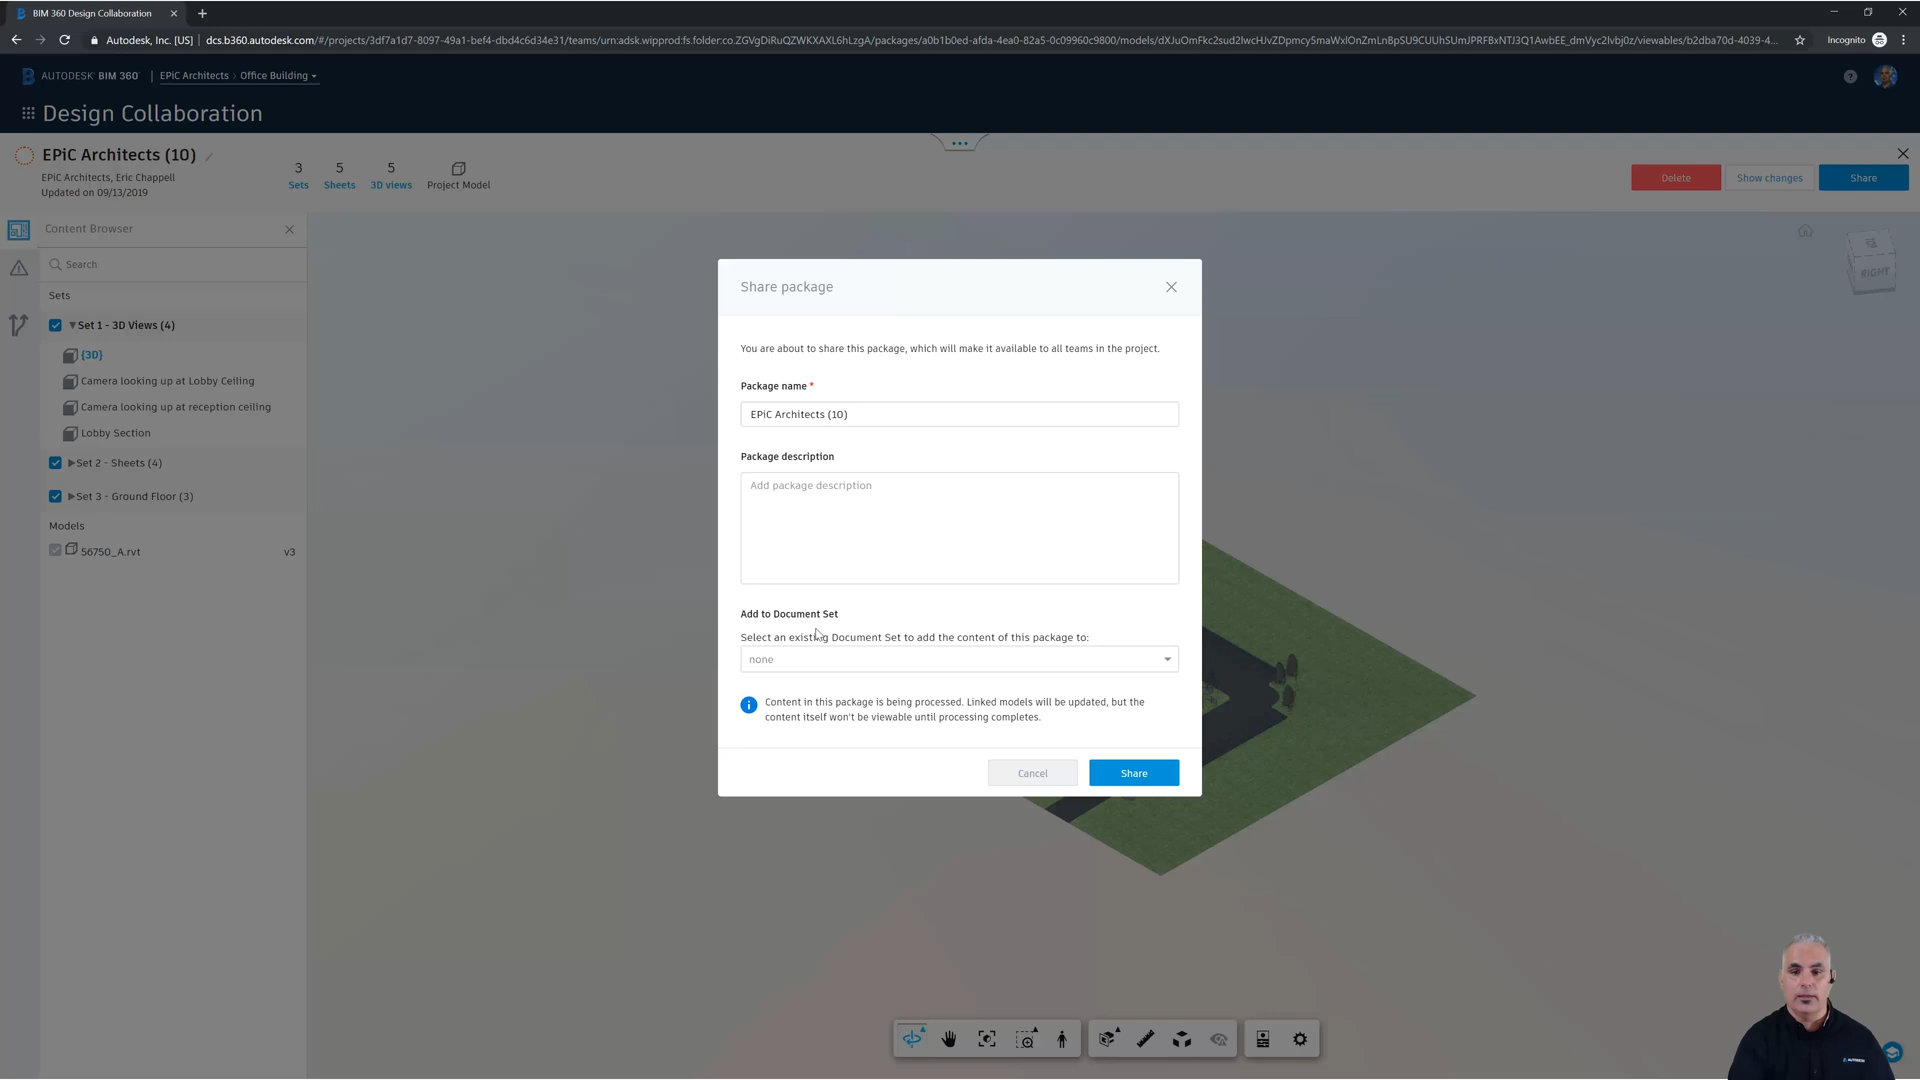 BIM 360 Design Collaboration
Autodesk, Inc. [US]
Incognito
AUTODESK® BIM 360™
EPiC Architects > Office Building
Design Collaboration
EPiC Architects (10)
EPiC Architects, Eric Chappell
Updated on 09/13/2019
3 Sets
5 Sheets
5 3D views
Project Model
Delete
Show changes
Share
Content Browser
Search
Sets
Set 1 - 3D Views (4)
{3D}
Camera looking up at Lobby Ceiling
Camera looking up at reception ceiling
Lobby Section
Set 2 - Sheets (4)
Set 3 - Ground Floor (3)
Models
56750_A.rvt v3
RIGHT
Share package
You are about to share this package, which will make it available to all teams in the project.
Package name *
EPiC Architects (10)
Package description
Add package description
Add to Document Set
Select an existing Document Set to add the content of this package to:
none
Content in this package is being processed. Linked models will be updated, but the
content itself won't be viewable until processing completes.
Cancel
Share
AUTODESK